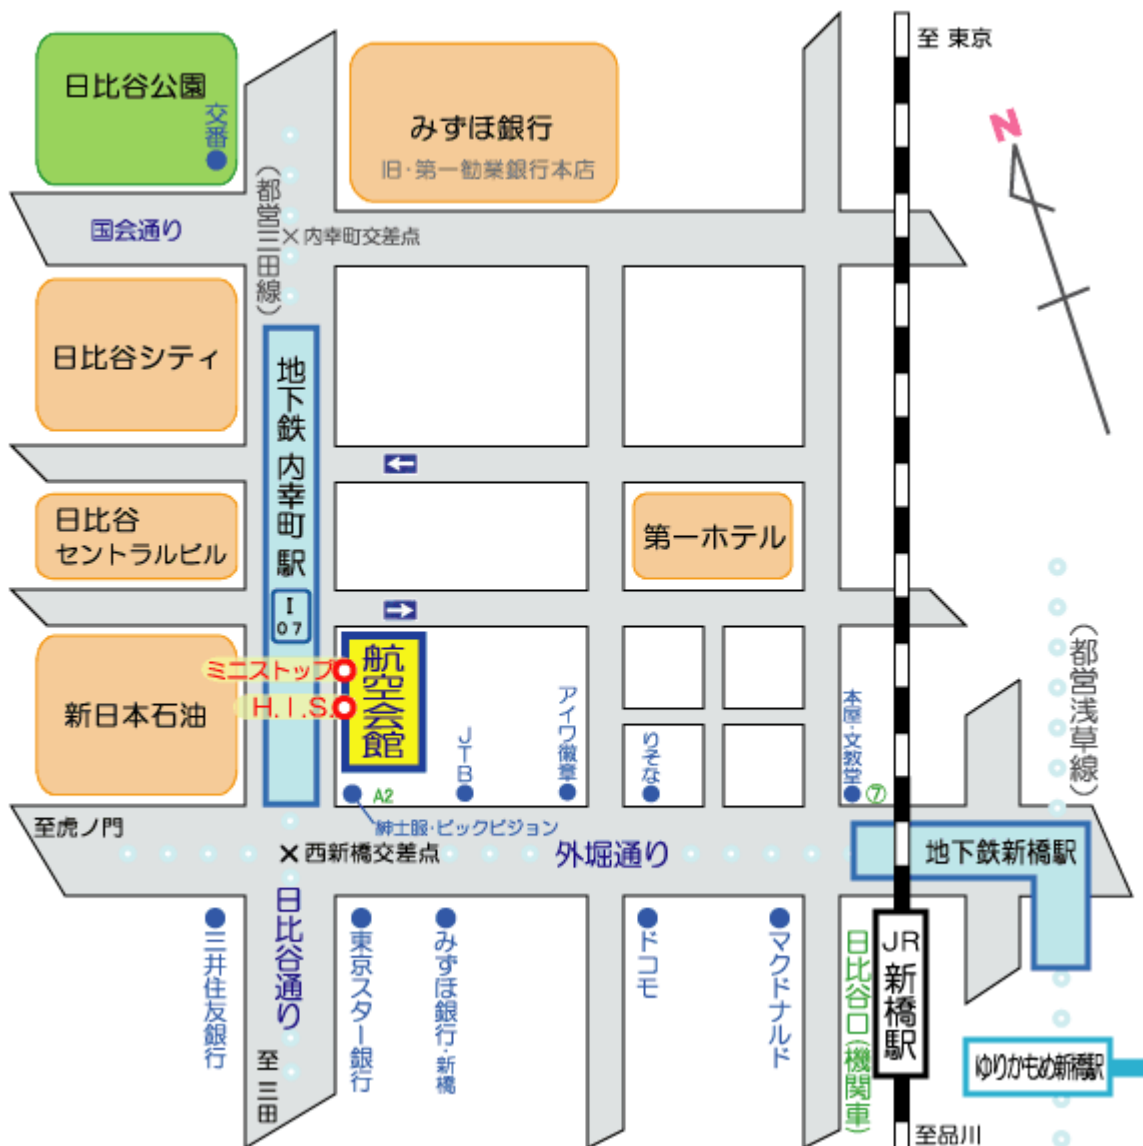 至 東京
N
日比谷公園
交番
みずほ銀行
旧・第一勧業銀行本店
国会通り
(都営三田線)
内幸町交差点
日比谷シティ
地下鉄 内幸町 駅
I
07
日比谷
セントラルビル
第一ホテル
新日本石油
ミニストップ
H.I.S.
航空会館
JTB
アイワ徽章
りそな
本屋・文教堂
⑦
(都営浅草線)
A2
紳士服・ビックビジョン
至虎ノ門
西新橋交差点
外堀通り
地下鉄新橋駅
日比谷通り
三井住友銀行
東京スター銀行
みずほ銀行・新橋
ドコモ
マクドナルド
日比谷口(機関車)
JR
新橋駅
ゆりかもめ新橋駅
至 三田
至品川